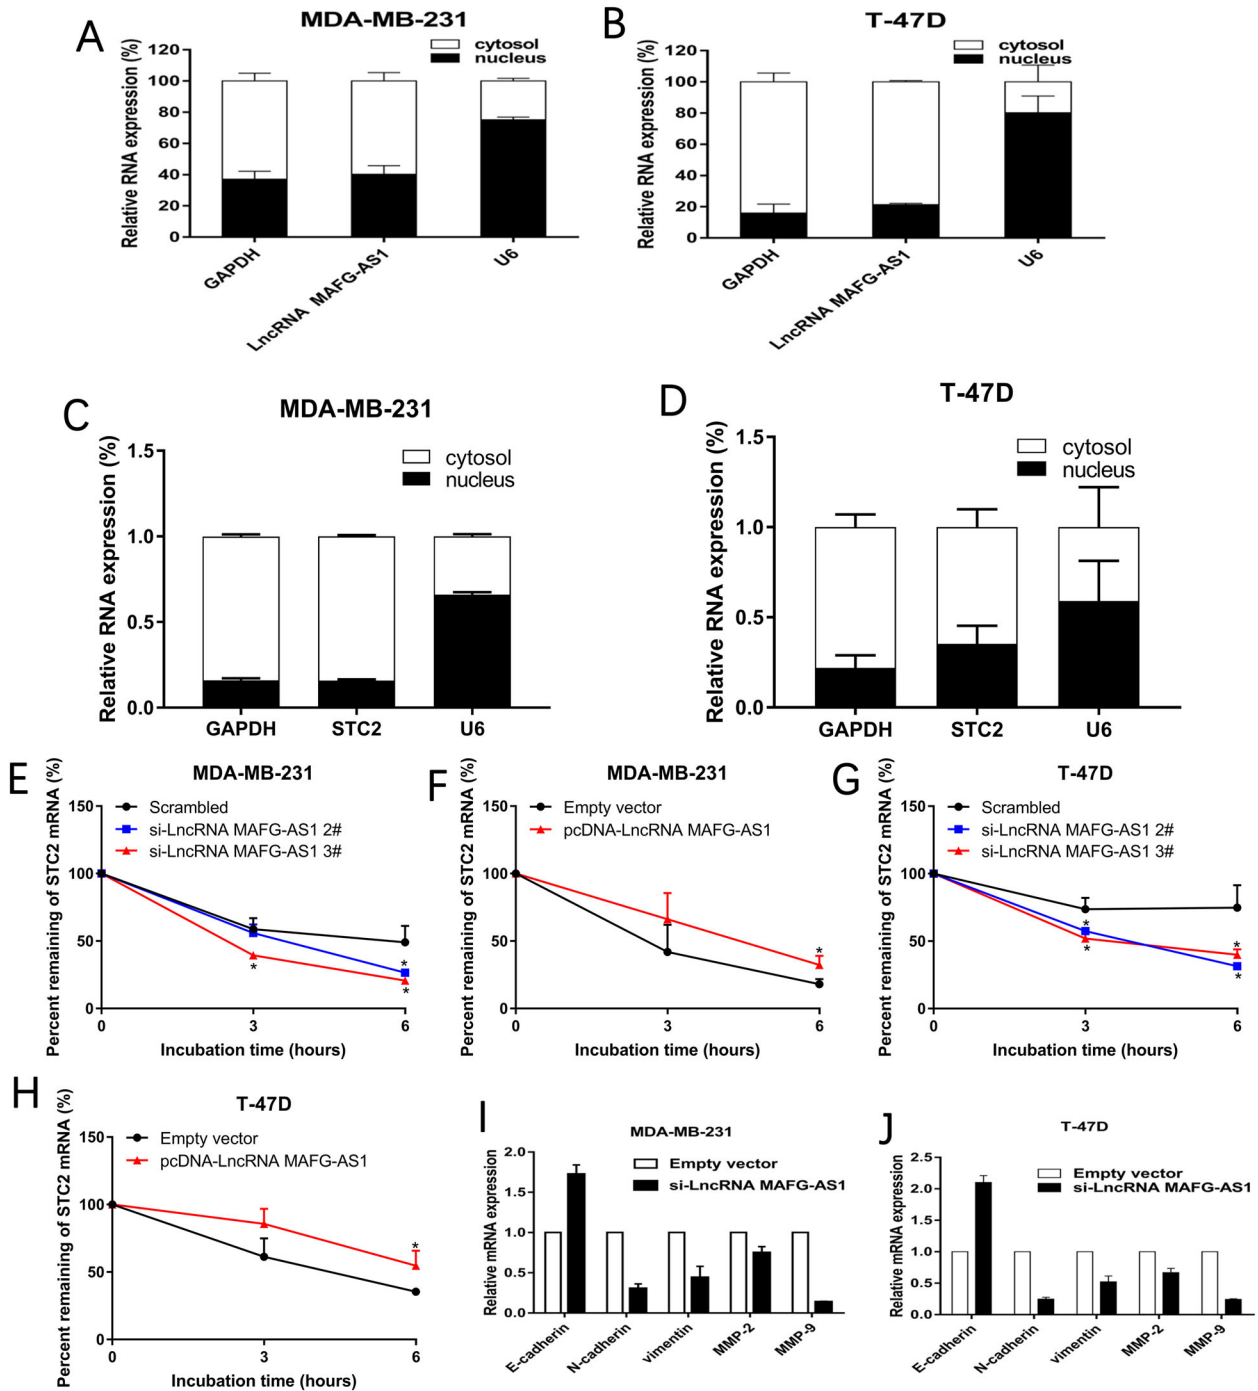 A
MDA-MB-231
cytosol
nucleus
Relative RNA expression (%)
120
100
80
60
40
20
0
GAPDH
LncRNA MAFG-AS1
U6
B
T-47D
cytosol
nucleus
Relative RNA expression (%)
120
100
80
60
40
20
0
GAPDH
LncRNA MAFG-AS1
U6
C
MDA-MB-231
cytosol
nucleus
Relative RNA expression (%)
1.5
1.0
0.5
0.0
GAPDH STC2 U6
D
T-47D
cytosol
nucleus
Relative RNA expression (%)
1.5
1.0
0.5
0.0
GAPDH STC2 U6
E
MDA-MB-231
Scrambled
si-LncRNA MAFG-AS1 2#
si-LncRNA MAFG-AS1 3#
Percent remaining of STC2 mRNA (%)
150
100
50
0
* * *
0 3 6
Incubation time (hours)
F
MDA-MB-231
Empty vector
pcDNA-LncRNA MAFG-AS1
Percent remaining of STC2 mRNA (%)
150
100
50
0
*
0 3 6
Incubation time (hours)
G
T-47D
Scrambled
si-LncRNA MAFG-AS1 2#
si-LncRNA MAFG-AS1 3#
Percent remaining of STC2 mRNA (%)
150
100
50
0
* * * *
0 3 6
Incubation time (hours)
H
T-47D
Empty vector
pcDNA-LncRNA MAFG-AS1
Percent remaining of STC2 mRNA (%)
150
100
50
0
*
0 3 6
Incubation time (hours)
I
MDA-MB-231
Empty vector
si-LncRNA MAFG-AS1
Relative mRNA expression
2.0
1.5
1.0
0.5
0.0
E-cadherin
N-cadherin
vimentin
MMP-2
MMP-9
J
T-47D
Empty vector
si-LncRNA MAFG-AS1
Relative mRNA expression
2.5
2.0
1.5
1.0
0.5
0.0
E-cadherin
N-cadherin
vimentin
MMP-2
MMP-9